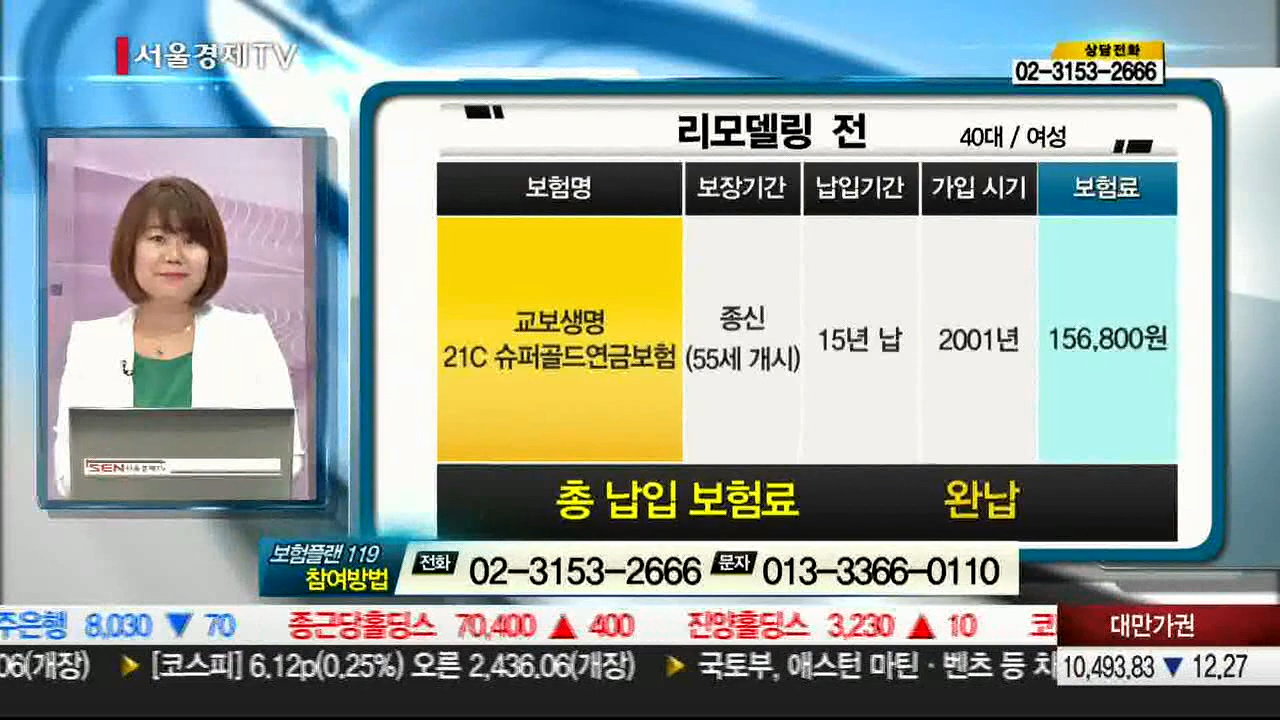 서울경제TV
상담전화
02-3153-2666
리모델링 전
40대 / 여성
보험명 보장기간 납입기간 가입 시기 보험료
교보생명
21C 슈퍼골드연금보험
종신
(55세 개시)
15년 납
2001년
156,800원
총 납입 보험료 완납
SEN 서울경제TV
보험플랜 119
참여방법
전화 02-3153-2666 문자 013-3366-0110
주은행 8,030 ▼ 70 종근당홀딩스 70,400 ▲ 400 진양홀딩스 3,230 ▲ 10 코
대만가권
06(개장) ▶ [코스피] 6.12p(0.25%) 오른 2,436.06(개장) ▶ 국토부, 애스턴 마틴·벤츠 등 차
10,493.83 ▼ 12.27